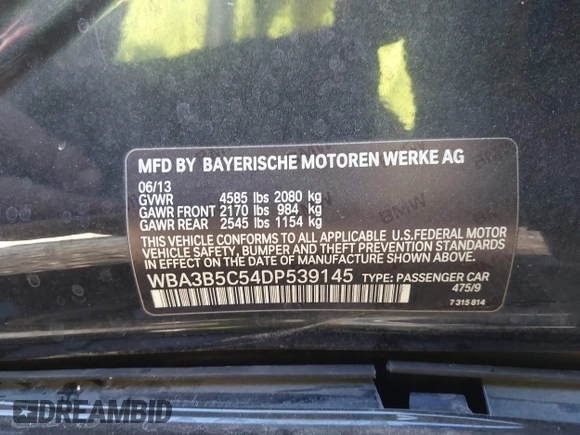 MFD BY BAYERISCHE MOTOREN WERKE AG
06/13
GVWR 4585 lbs 2080 kg
GAWR FRONT 2170 lbs 984 kg
GAWR REAR 2545 lbs 1154 kg
THIS VEHICLE CONFORMS TO ALL APPLICABLE U.S.FEDERAL MOTOR
VEHICLE SAFETY, BUMPER AND THEFT PREVENTION STANDARDS
IN EFFECT ON THE DATE OF MANUFACTURE SHOWN ABOVE.
WBA3B5C54DP539145 TYPE: PASSENGER CAR
475/9
7 315 814
DREAMBID